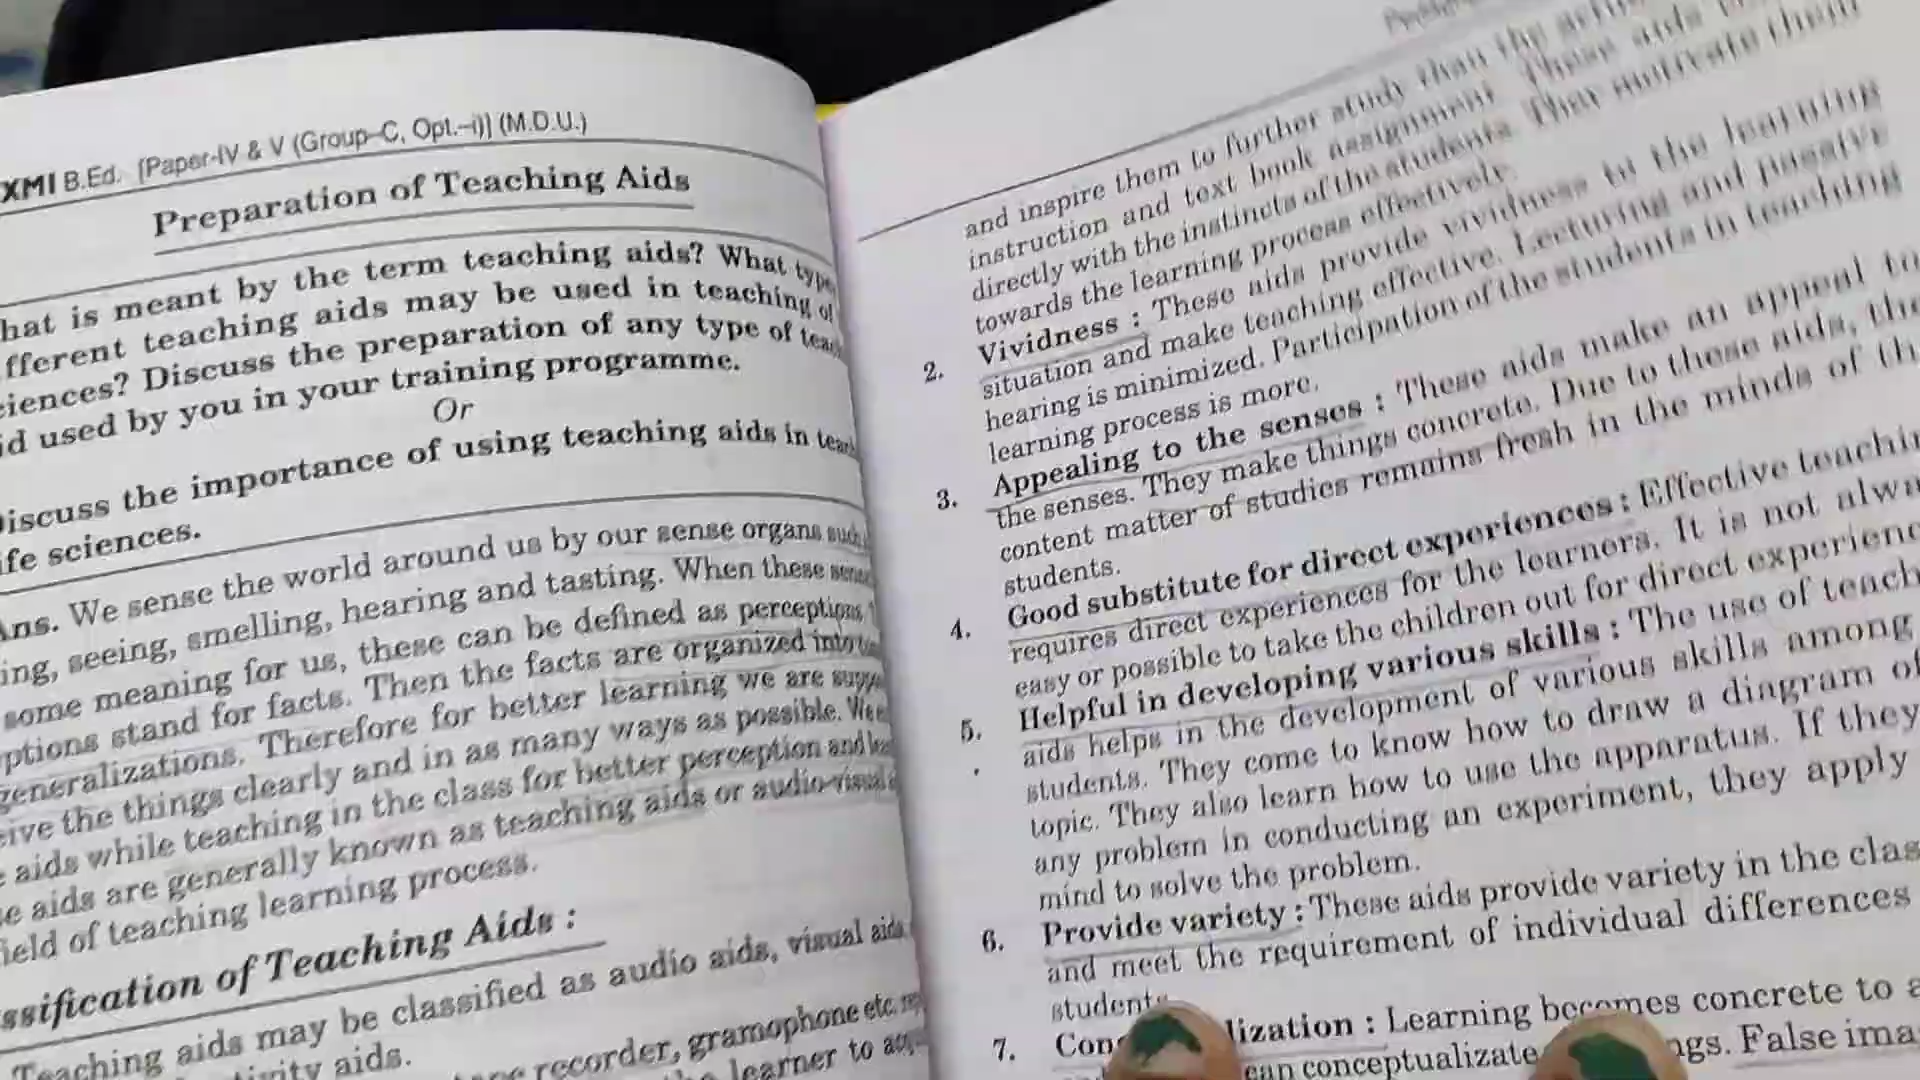 XMI B.Ed. [Paper-IV & V (Group-C, Opt.-i)] (M.D.U.)
Preparation of Teaching Aids
hat is meant by the term teaching aids? What type
fferent teaching aids may be used in teaching of
iences? Discuss the preparation of any type of teac
id used by you in your training programme.
Or
iscuss the importance of using teaching aids in teac
ife sciences.
Ans. We sense the world around us by our sense organs such
ing, seeing, smelling, hearing and tasting. When these
some meaning for us, these can be defined as perceptions,
ptions stand for facts. Then the facts are organized into
generalizations. Therefore for better learning we are
eive the things clearly and in as many ways as possible. We
aids while teaching in the class for better perception and
e aids are generally known as teaching aids or audio-visual
ield of teaching learning process.
ssification of Teaching Aids :
Teaching aids may be classified as audio aids, visual aids
tivity aids.
recorder, gramophone etc.
learner to
and inspire them to further study than the
instruction and text book assignment. These aids
directly with the instincts of the students. They motivate them
towards the learning process effectively.
2. Vividness : These aids provide vividness to the learning
situation and make teaching effective. Lecturing and passive
hearing is minimized. Participation of the students in teaching
learning process is more.
3. Appealing to the senses : These aids make an appeal to
the senses. They make things concrete. Due to these aids, the
content matter of studies remains fresh in the minds of th
students.
4. Good substitute for direct experiences : Effective teachin
requires direct experiences for the learners. It is not alwa
easy or possible to take the children out for direct experienc
5. Helpful in developing various skills : The use of teach
aids helps in the development of various skills among
students. They come to know how to draw a diagram of
topic. They also learn how to use the apparatus. If they
any problem in conducting an experiment, they apply
mind to solve the problem.
6. Provide variety : These aids provide variety in the clas
and meet the requirement of individual differences
students
7. Con lization : Learning becomes concrete to a
can conceptualizate ngs. False ima